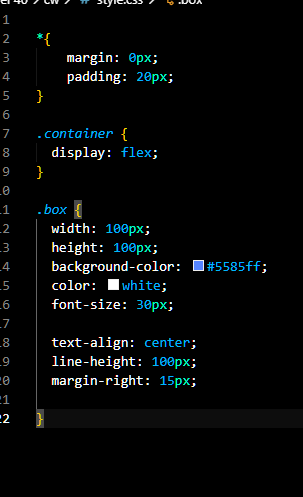 er 40 > cw > # style.css > .box
1
2 *{
3 margin: 0px;
4 padding: 20px;
5 }
6
7 .container {
8 display: flex;
9 }
10
11 .box {
12 width: 100px;
13 height: 100px;
14 background-color: #5585ff;
15 color: white;
16 font-size: 30px;
17
18 text-align: center;
19 line-height: 100px;
20 margin-right: 15px;
21
22 }